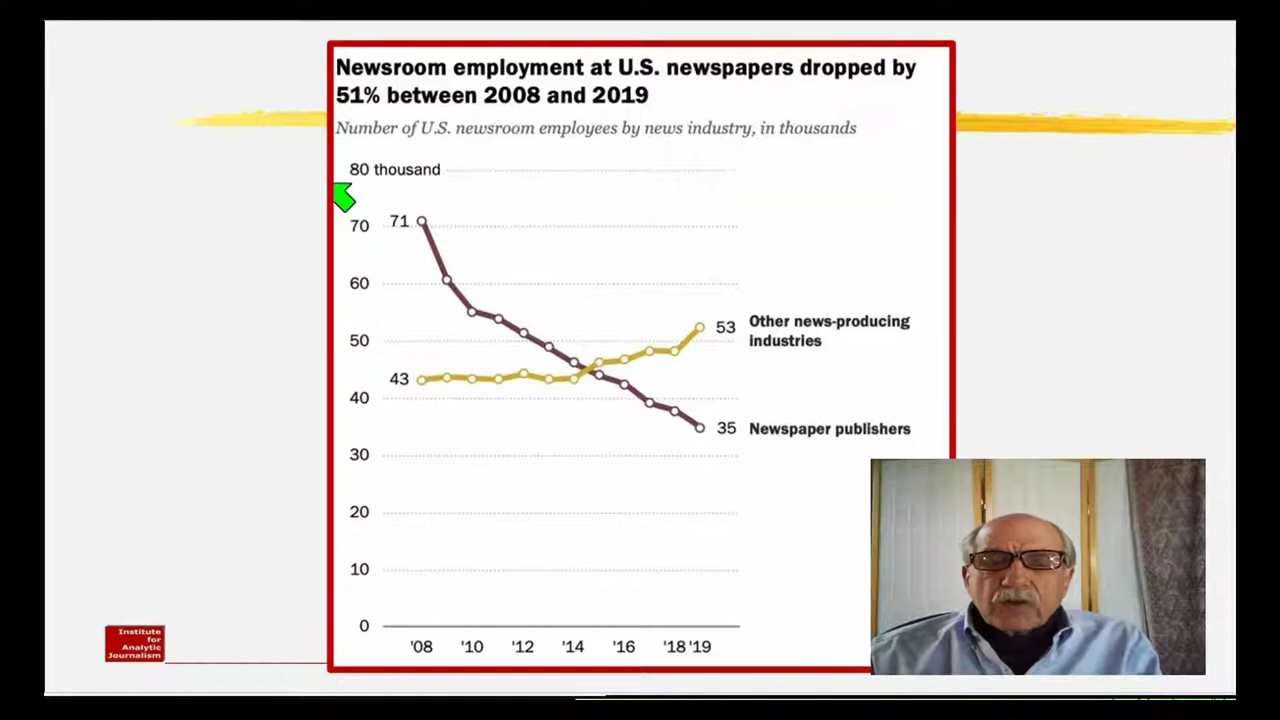 Newsroom employment at U.S. newspapers dropped by
51% between 2008 and 2019
Number of U.S. newsroom employees by news industry, in thousands
80 thousand
70
71
60
53
Other news-producing
industries
50
43
40
35
Newspaper publishers
30
20
10
0
'08 '10 '12 '14 '16 '18 '19
Institute
for
Analytic
Journalism